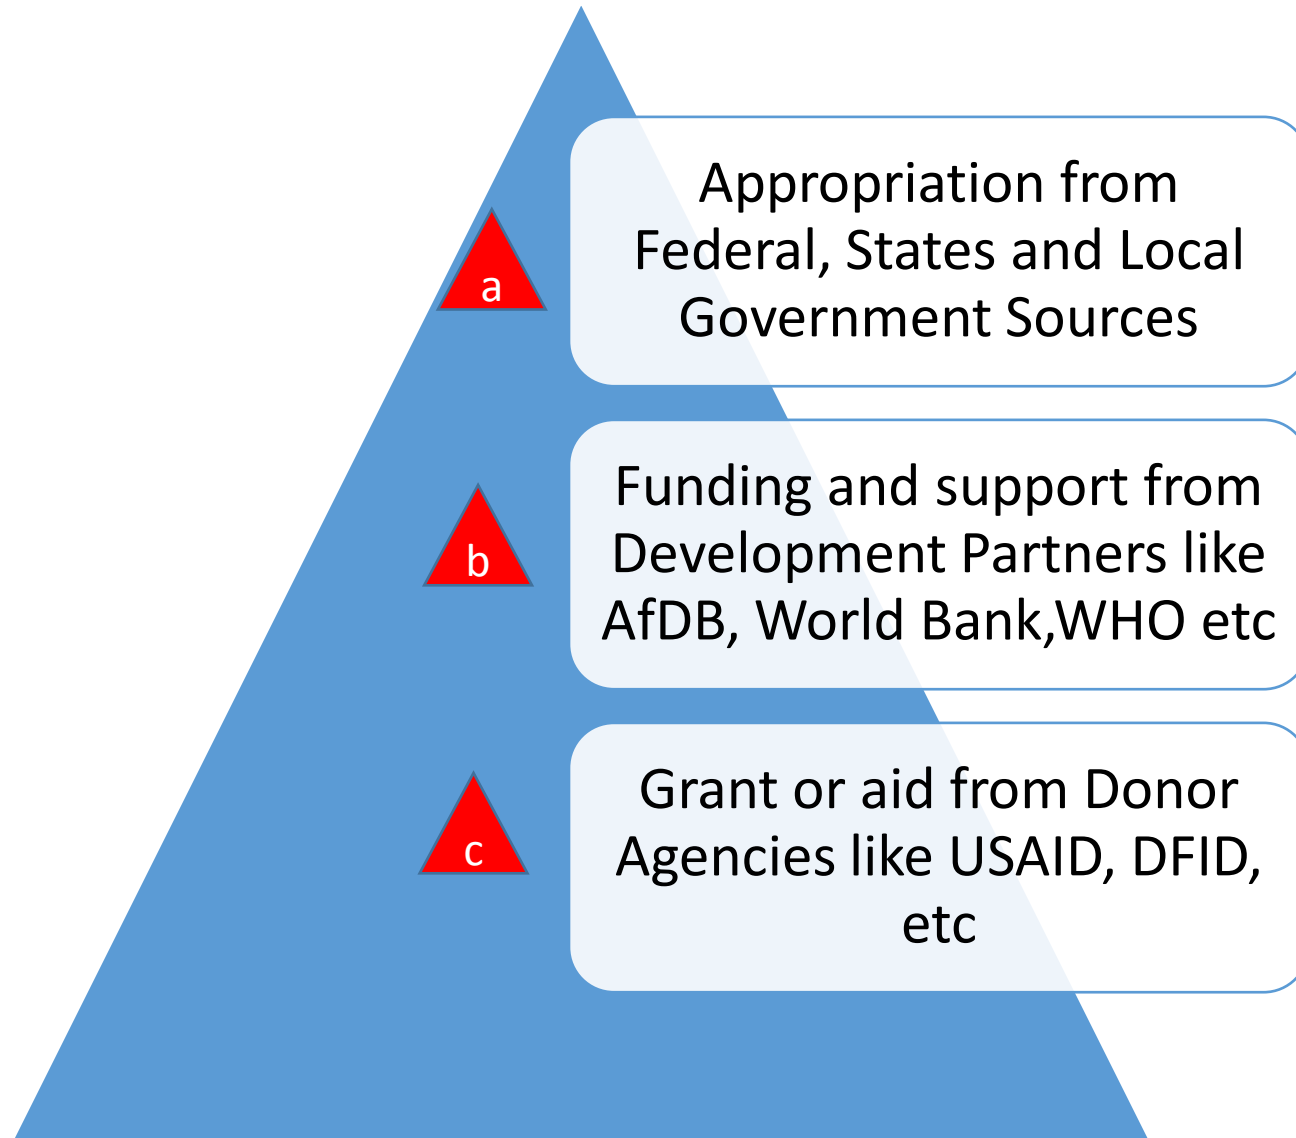 a
Appropriation from
Federal, States and Local
Government Sources
b
Funding and support from
Development Partners like
AfDB, World Bank,WHO etc
c
Grant or aid from Donor
Agencies like USAID, DFID,
etc